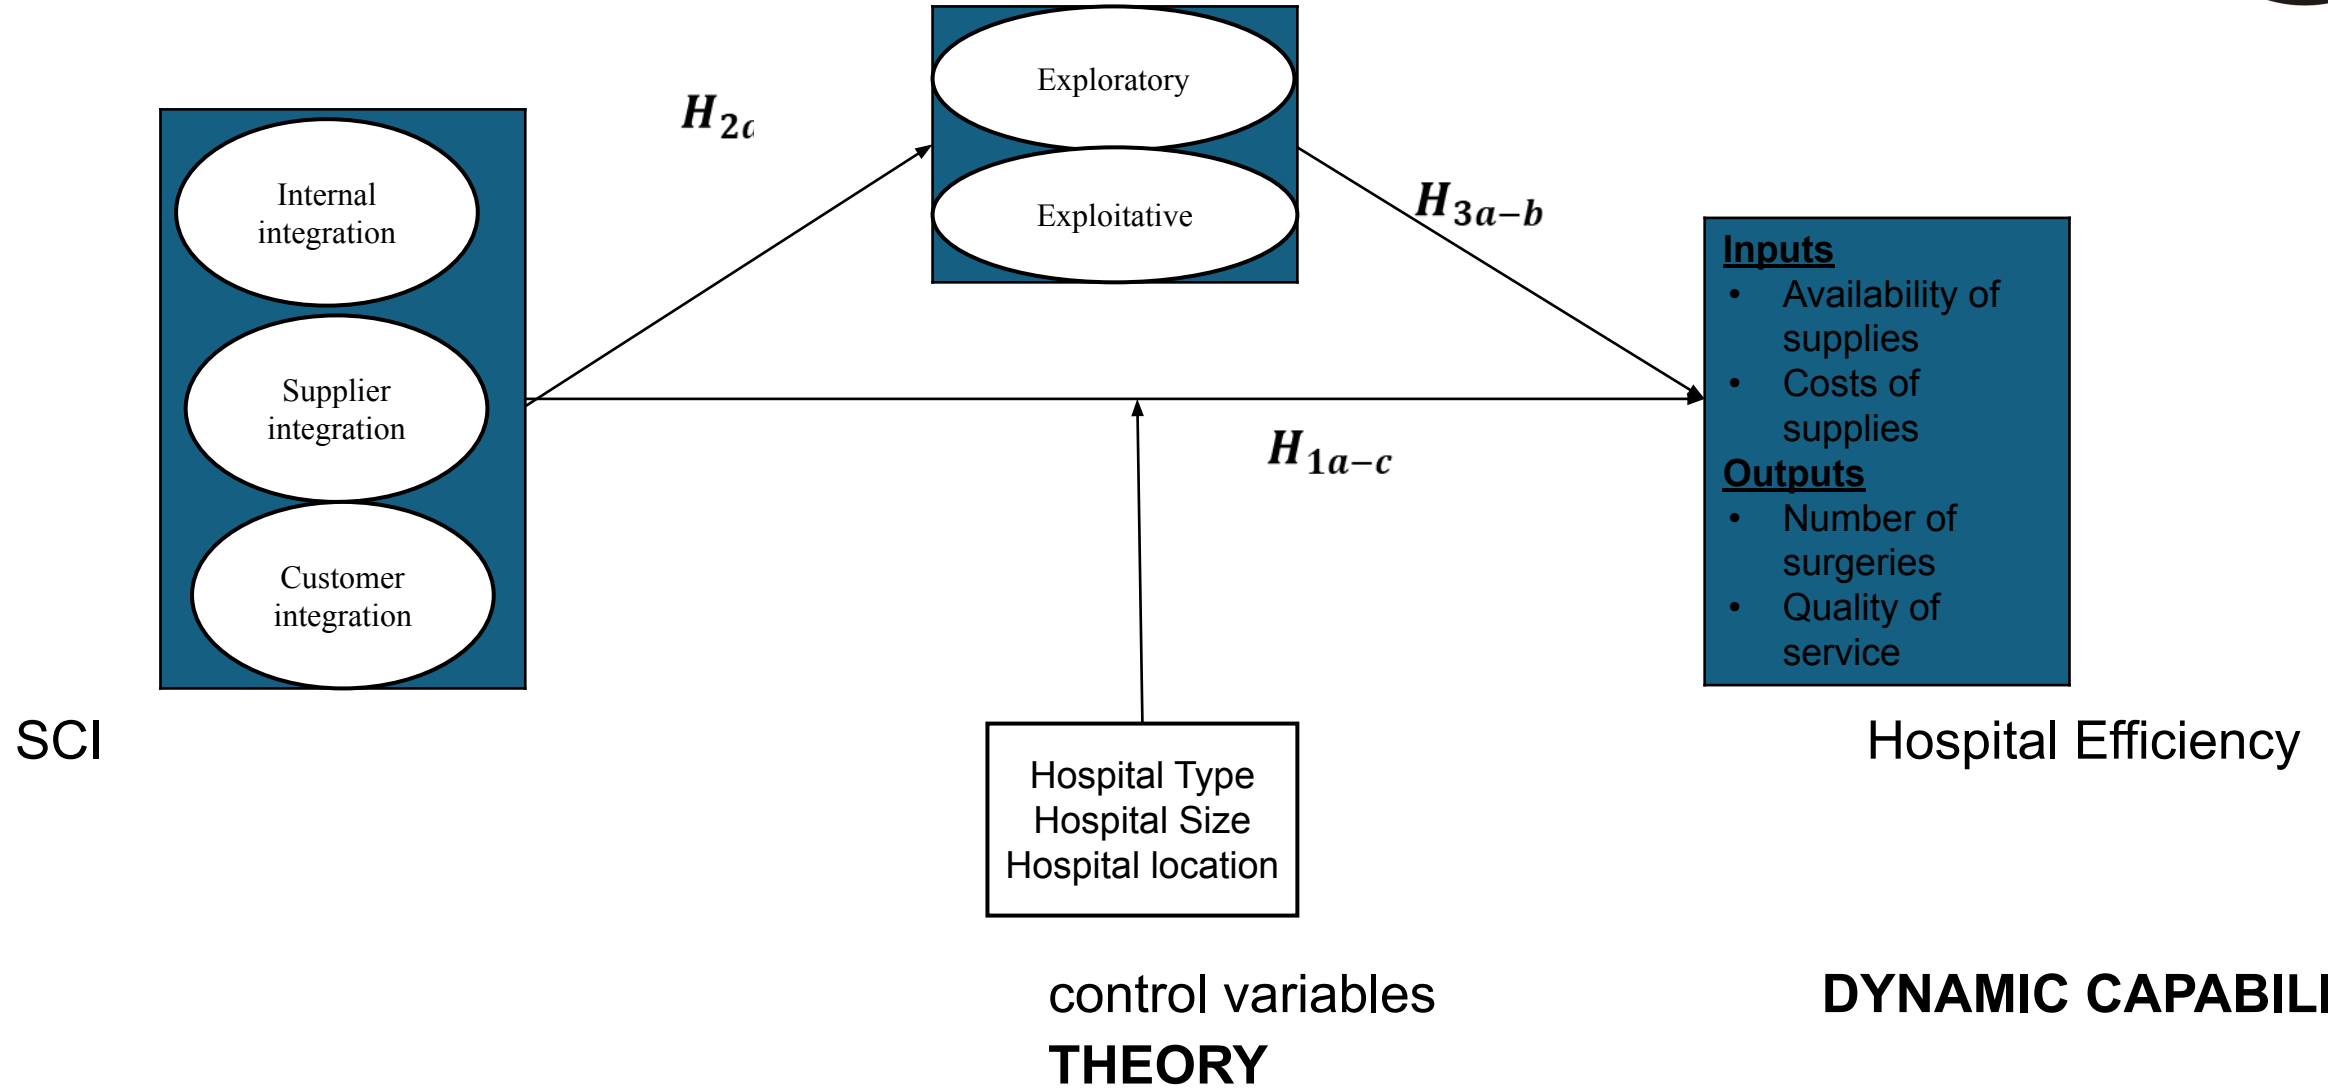 Exploratory
Exploitative
H2a
Internal
integration
Supplier
integration
Customer
integration
H3a−b
H1a−c
Inputs
• Availability of
supplies
• Costs of
supplies
Outputs
• Number of
surgeries
• Quality of
service
SCI
Hospital Efficiency
Hospital Type
Hospital Size
Hospital location
control variables
DYNAMIC CAPABILI
THEORY